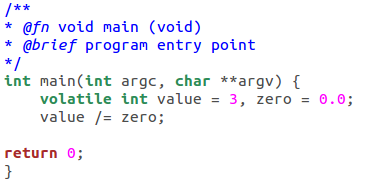 /**
* @fn void main (void)
* @brief program entry point
*/
int main(int argc, char **argv) {
    volatile int value = 3, zero = 0.0;
    value /= zero;

return 0;
}